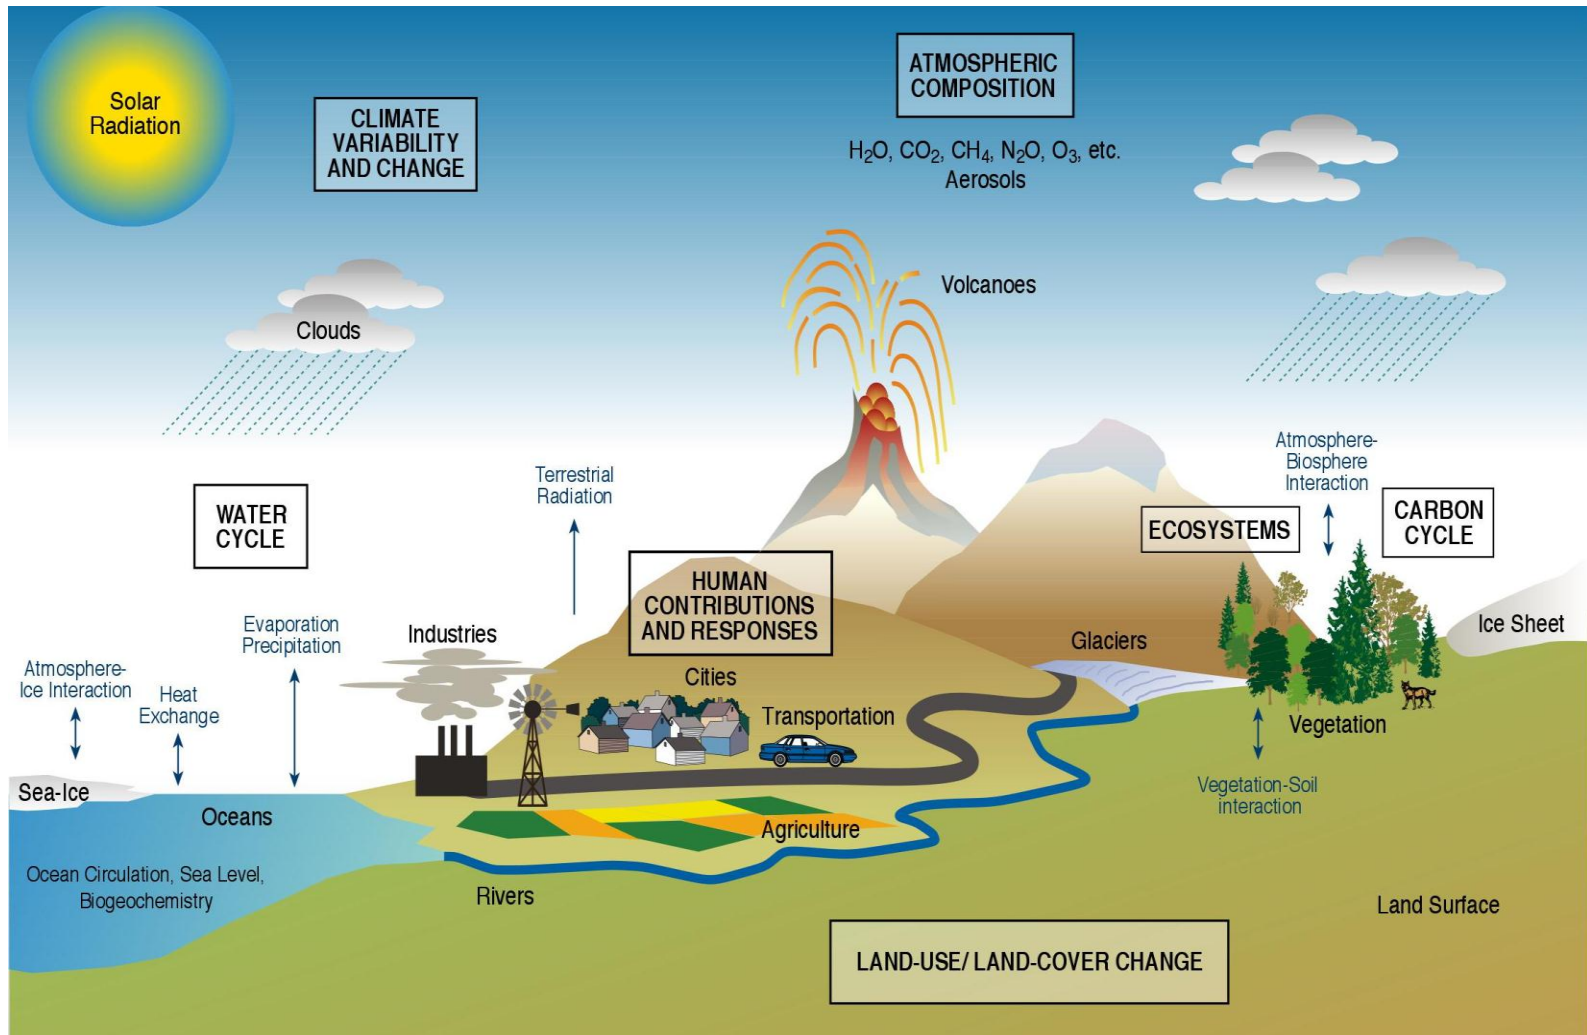 Solar
Radiation
CLIMATE
VARIABILITY
AND CHANGE
ATMOSPHERIC
COMPOSITION
H₂O, CO₂, CH₄, N₂O, O₃, etc.
Aerosols
Volcanoes
Clouds
Atmosphere-
Biosphere
Interaction
Terrestrial
Radiation
WATER
CYCLE
ECOSYSTEMS
CARBON
CYCLE
HUMAN
CONTRIBUTIONS
AND RESPONSES
Evaporation
Precipitation
Industries
Glaciers
Ice Sheet
Atmosphere-
Ice Interaction
Heat
Exchange
Cities
Transportation
Vegetation
Sea-Ice
Oceans
Vegetation-Soil
interaction
Agriculture
Ocean Circulation, Sea Level,
Biogeochemistry
Rivers
Land Surface
LAND-USE/ LAND-COVER CHANGE